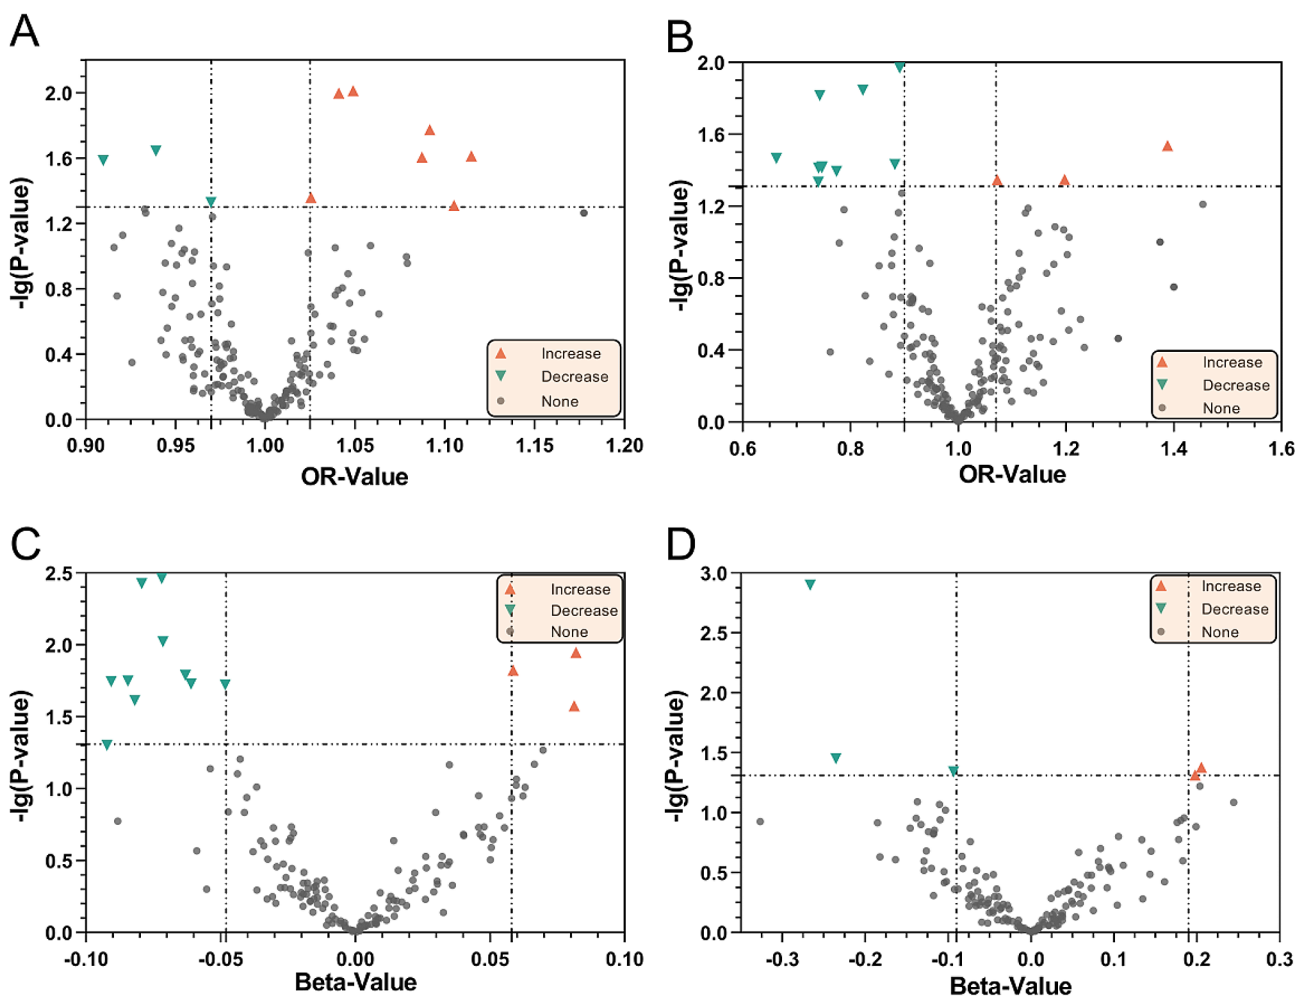 A
-lg(P-value)
2.0
1.6
1.2
0.8
0.4
0.0
0.90
0.95
1.00
1.05
1.10
1.15
1.20
OR-Value
Increase
Decrease
None
B
-lg(P-value)
2.0
1.6
1.2
0.8
0.4
0.0
0.6
0.8
1.0
1.2
1.4
1.6
OR-Value
Increase
Decrease
None
C
-lg(P-value)
2.5
2.0
1.5
1.0
0.5
0.0
-0.10
-0.05
0.00
0.05
0.10
Beta-Value
Increase
Decrease
None
D
-lg(P-value)
3.0
2.5
2.0
1.5
1.0
0.5
0.0
-0.3
-0.2
-0.1
0.0
0.1
0.2
0.3
Beta-Value
Increase
Decrease
None